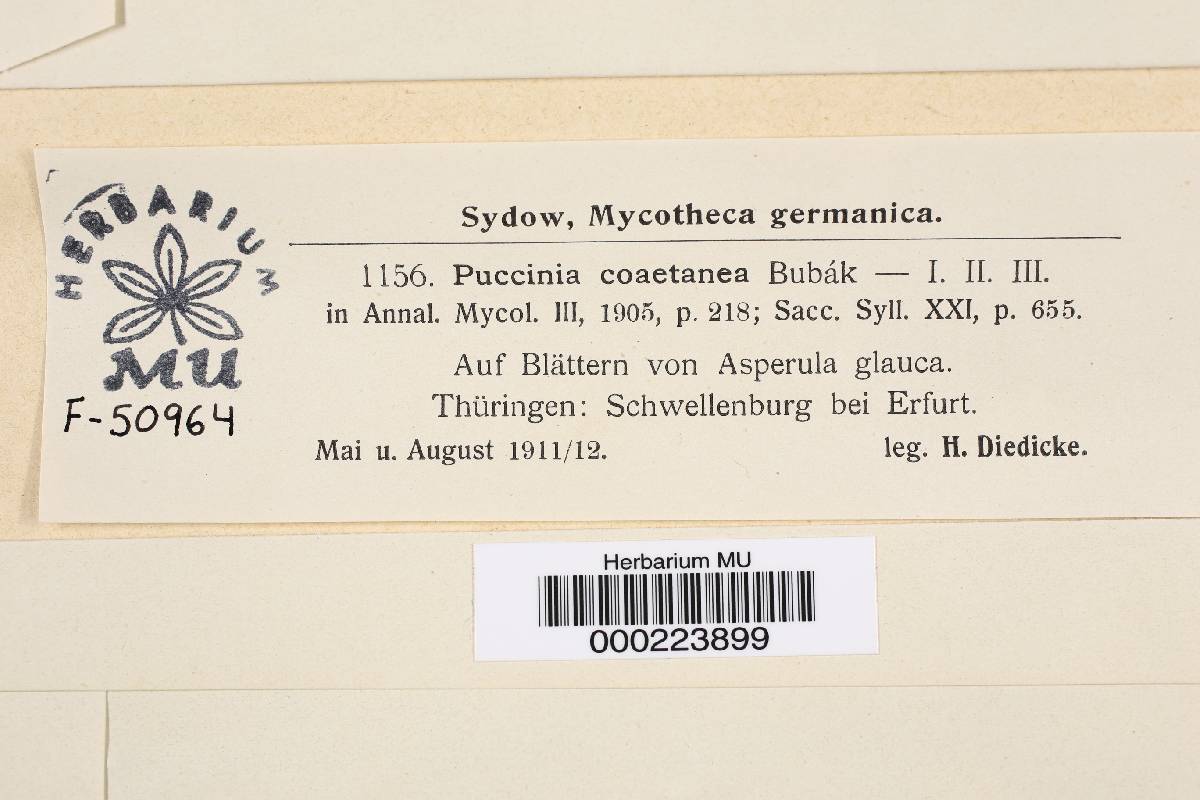 HERBARIUM
MU
F-50964
Sydow, Mycotheca germanica.
1156. Puccinia coaetanea Bubák — I. II. III.
in Annal. Mycol. III, 1905, p. 218; Sacc. Syll. XXI, p. 655.
Auf Blättern von Asperula glauca.
Thüringen: Schwellenburg bei Erfurt.
Mai u. August 1911/12. leg. H. Diedicke.
Herbarium MU
000223899